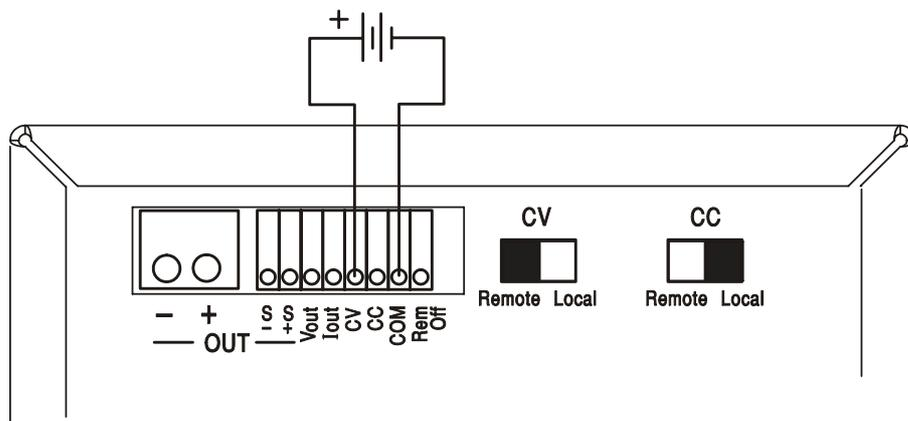 +
CV
CC
Remote Local
Remote Local
- +
OUT
S-
S+
Vout
Iout
CV
CC
COM
Rem Off